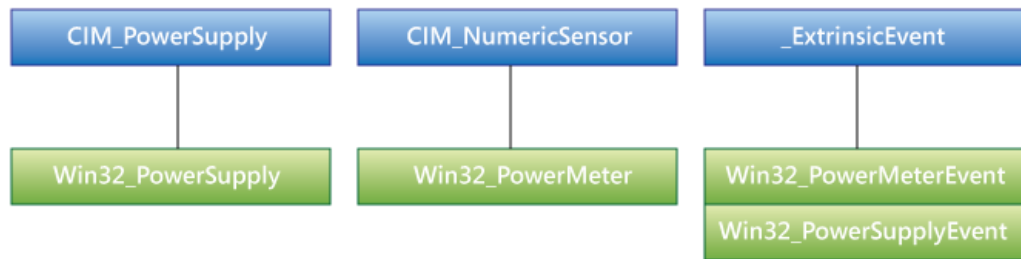 CIM_PowerSupply
CIM_NumericSensor
_ExtrinsicEvent
Win32_PowerSupply
Win32_PowerMeter
Win32_PowerMeterEvent
Win32_PowerSupplyEvent